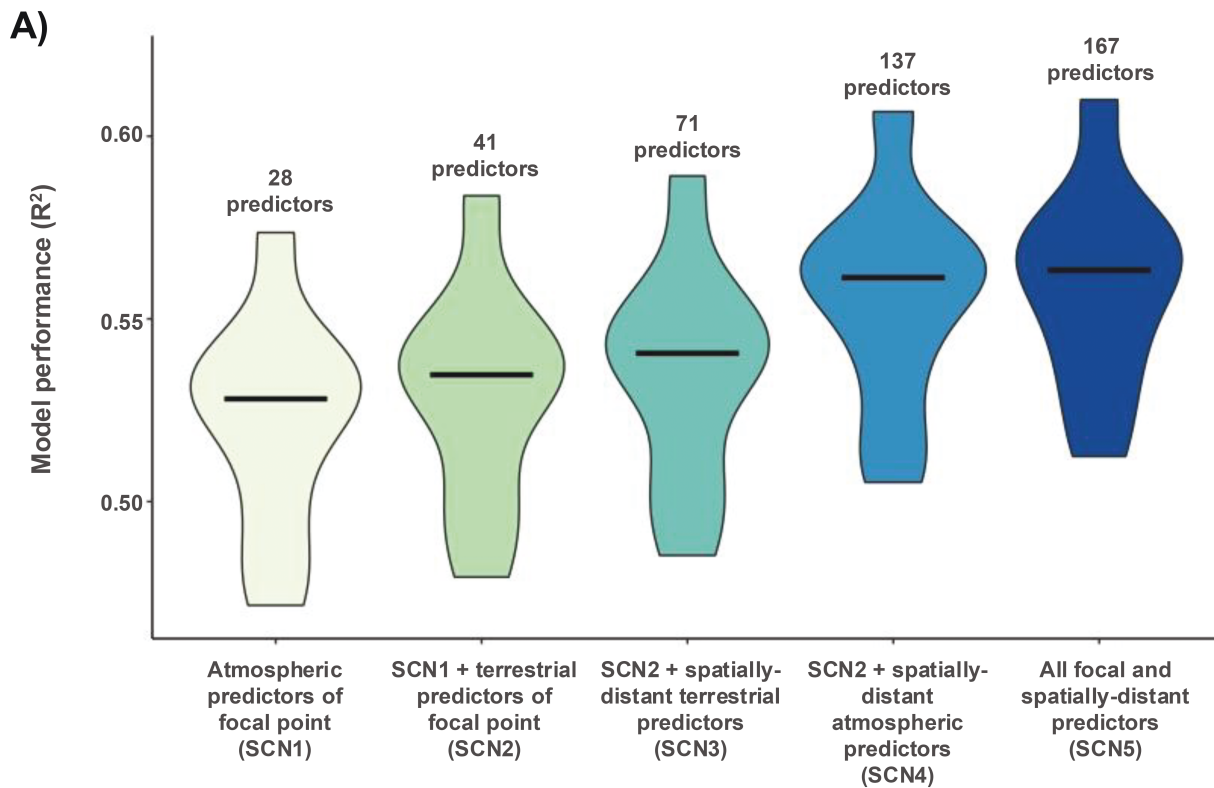 A)
Model performance (R²)
0.60
0.55
0.50
28
predictors
41
predictors
71
predictors
137
predictors
167
predictors
Atmospheric
predictors of
focal point
(SCN1)
SCN1 + terrestrial
predictors of
focal point
(SCN2)
SCN2 + spatially-
distant terrestrial
predictors
(SCN3)
SCN2 + spatially-
distant
atmospheric
predictors
(SCN4)
All focal and
spatially-distant
predictors
(SCN5)